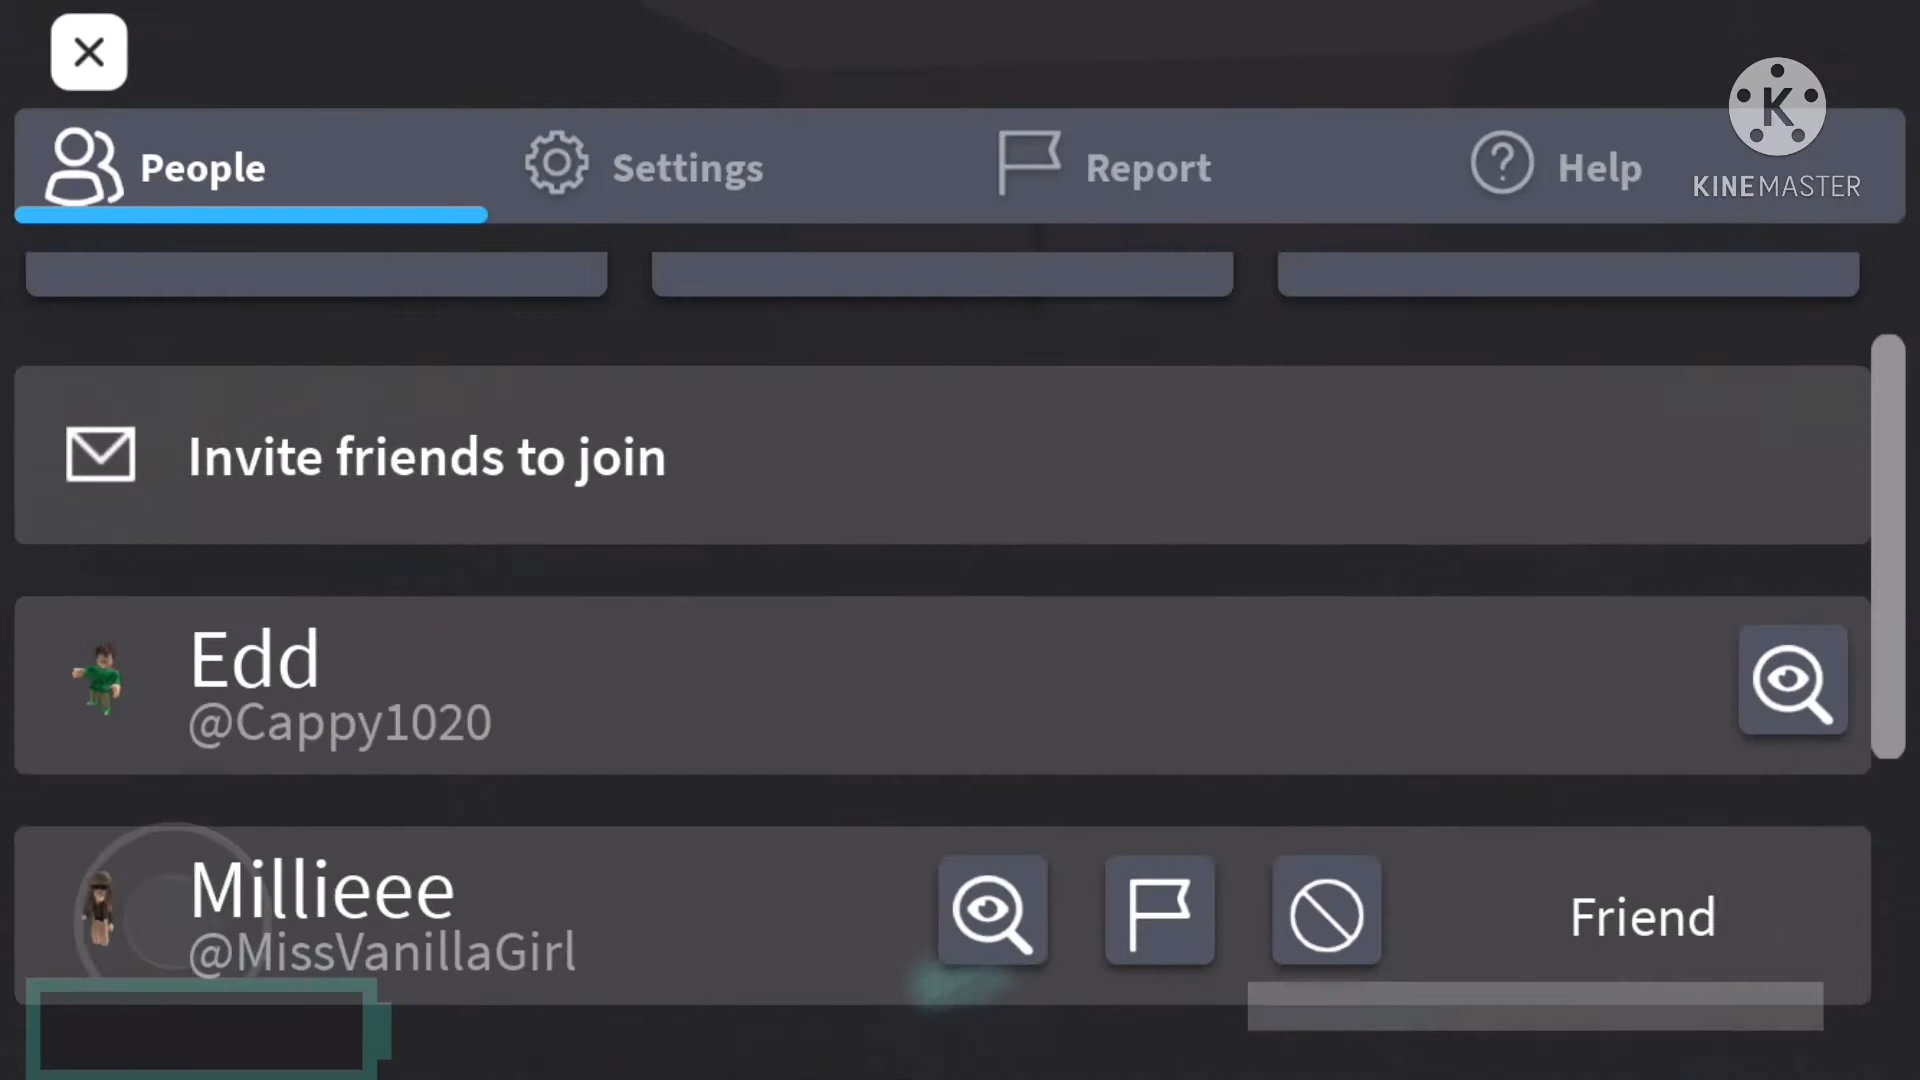 People
Settings
Report
Help
K
KINEMASTER
Invite friends to join
Edd
@Cappy1020
Millieee
@MissVanillaGirl
Friend